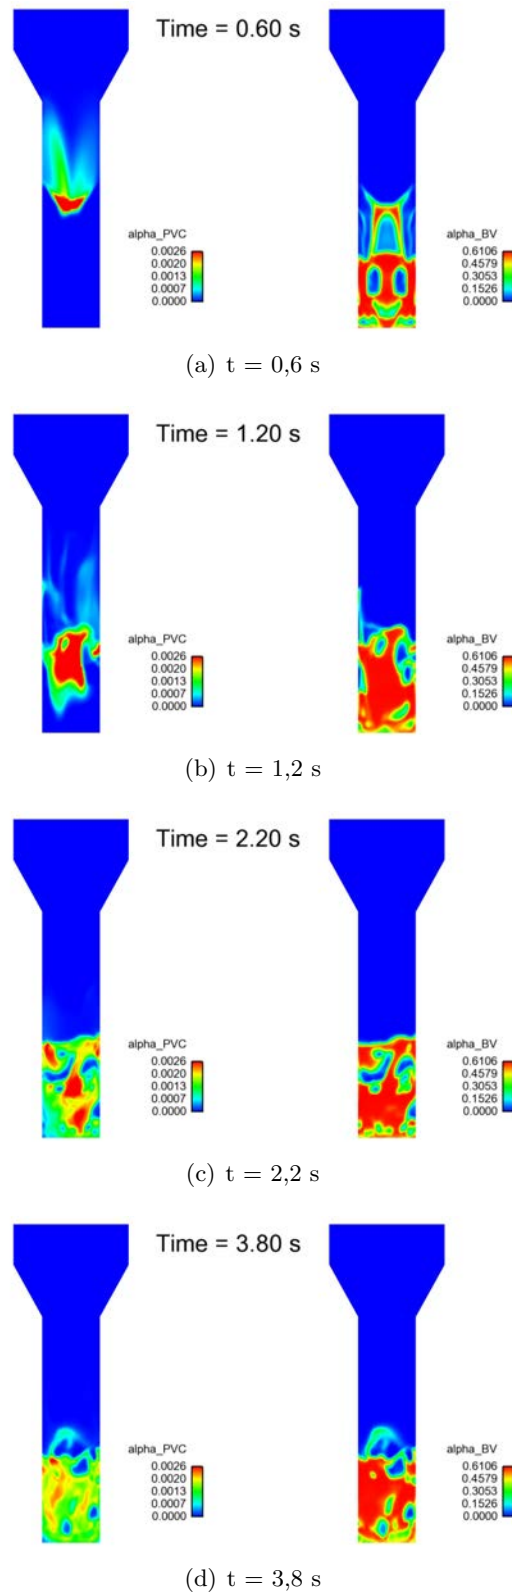 Time = 0.60 s
alpha_PVC
0.0026
0.0020
0.0013
0.0007
0.0000
alpha_BV
0.6106
0.4579
0.3053
0.1526
0.0000
(a) t = 0,6 s
Time = 1.20 s
alpha_PVC
0.0026
0.0020
0.0013
0.0007
0.0000
alpha_BV
0.6106
0.4579
0.3053
0.1526
0.0000
(b) t = 1,2 s
Time = 2.20 s
alpha_PVC
0.0026
0.0020
0.0013
0.0007
0.0000
alpha_BV
0.6106
0.4579
0.3053
0.1526
0.0000
(c) t = 2,2 s
Time = 3.80 s
alpha_PVC
0.0026
0.0020
0.0013
0.0007
0.0000
alpha_BV
0.6106
0.4579
0.3053
0.1526
0.0000
(d) t = 3,8 s